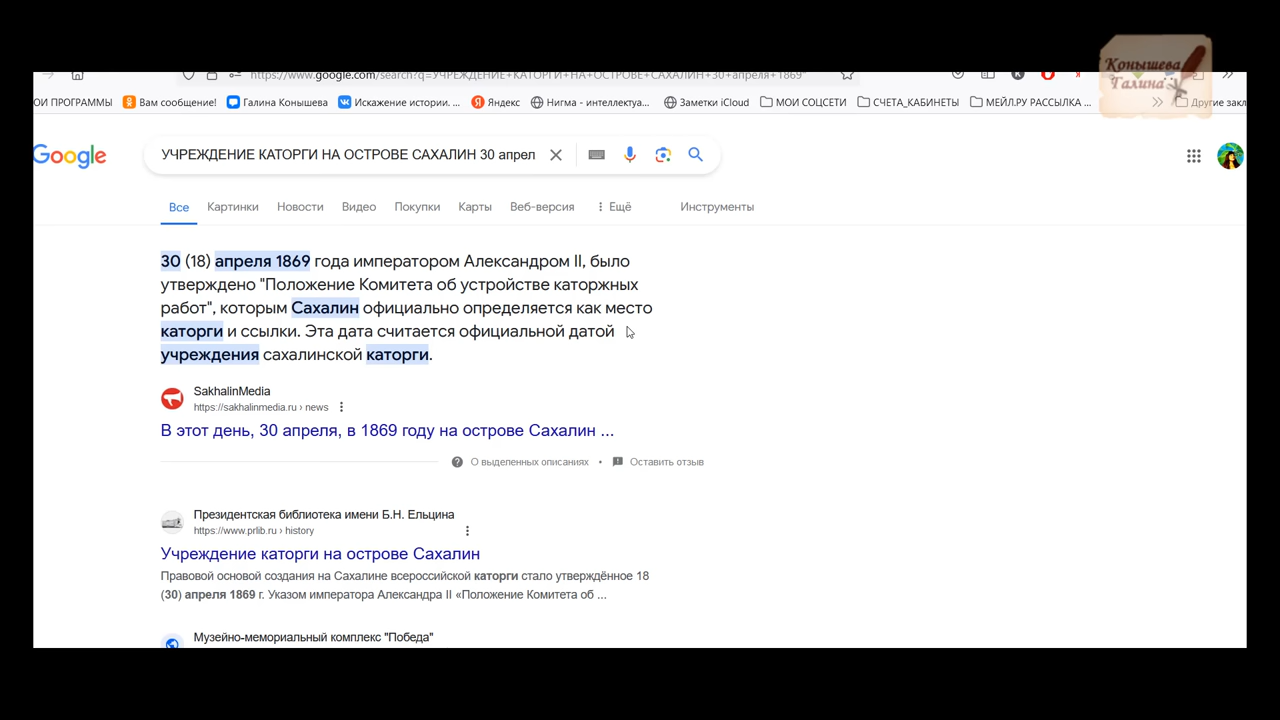 Конышева
Галина
https://www.google.com/search?q=УЧРЕЖДЕНИЕ+КАТОРГИ+НА+ОСТРОВЕ+САХАЛИН+30+апреля+1869"
ОИ ПРОГРАММЫ Вам сообщение! Галина Конышева Искажение истории. ... Яндекс Нигма - интеллектуа... Заметки iCloud МОИ СОЦСЕТИ СЧЕТА_КАБИНЕТЫ МЕЙЛ.РУ РАССЫЛКА ... Другие закл
Google УЧРЕЖДЕНИЕ КАТОРГИ НА ОСТРОВЕ САХАЛИН 30 апрел
Все Картинки Новости Видео Покупки Карты Веб-версия Ещё Инструменты
30 (18) апреля 1869 года императором Александром II, было
утверждено "Положение Комитета об устройстве каторжных
работ", которым Сахалин официально определяется как место
каторги и ссылки. Эта дата считается официальной датой
учреждения сахалинской каторги.
SakhalinMedia
https://sakhalinmedia.ru › news
В этот день, 30 апреля, в 1869 году на острове Сахалин ...
О выделенных описаниях • Оставить отзыв
Президентская библиотека имени Б.Н. Ельцина
https://www.prlib.ru › history
Учреждение каторги на острове Сахалин
Правовой основой создания на Сахалине всероссийской каторги стало утверждённое 18
(30) апреля 1869 г. Указом императора Александра II «Положение Комитета об ...
Музейно-мемориальный комплекс "Победа"